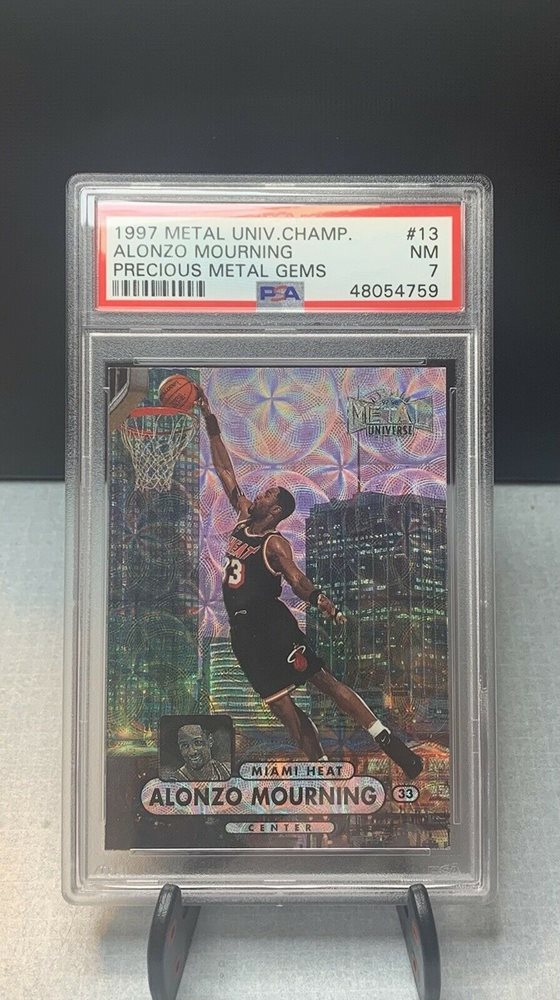 1997 METAL UNIV.CHAMP. #13
ALONZO MOURNING NM
PRECIOUS METAL GEMS 7
PSA 48054759
METAL
UNIVERSE
HEAT
33
MIAMI HEAT
ALONZO MOURNING 33
CENTER